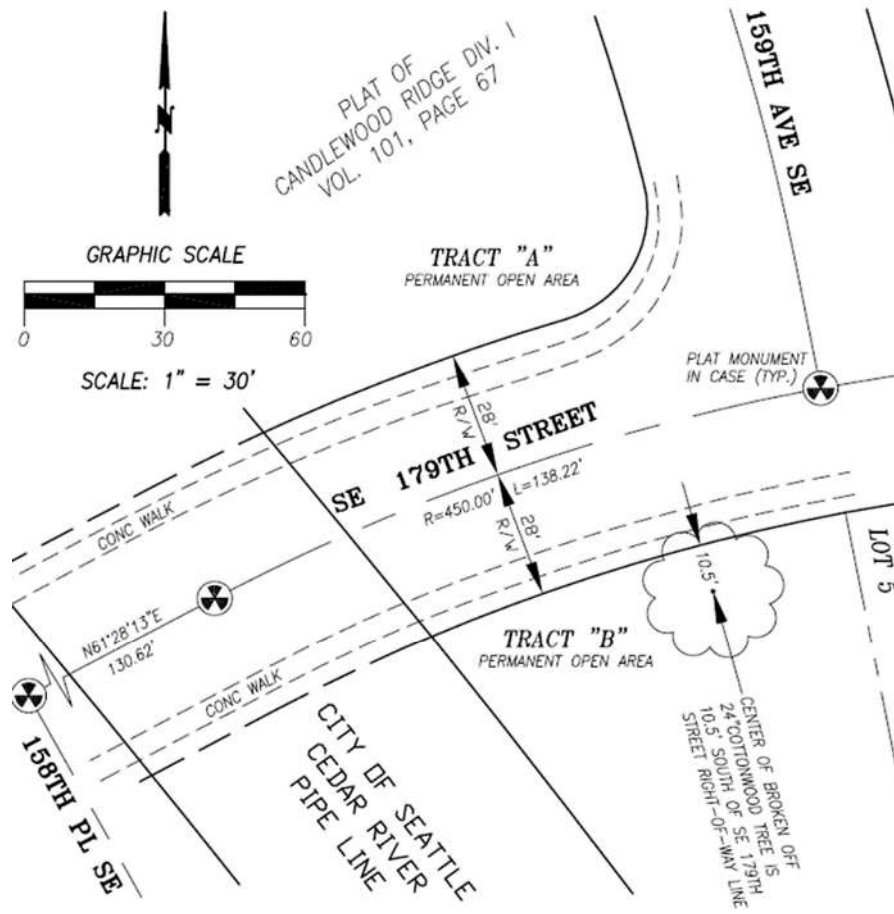 N
PLAT OF
CANDLEWOOD RIDGE DIV. I
VOL. 101, PAGE 67
159TH AVE SE
GRAPHIC SCALE
0 30 60
SCALE: 1" = 30'
TRACT "A"
PERMANENT OPEN AREA
PLAT MONUMENT
IN CASE (TYP.)
28'
R/W
SE 179TH STREET
R=450.00' L=138.22'
28'
R/W
CONC WALK
10.5'
LOT 5
N61°28'13"E
130.62'
TRACT "B"
PERMANENT OPEN AREA
CONC WALK
158TH PL SE
CITY OF SEATTLE
CEDAR RIVER
PIPE LINE
CENTER OF BROKEN OFF
24"COTTONWOOD TREE IS
10.5' SOUTH OF SE 179TH
STREET RIGHT-OF-WAY LINE